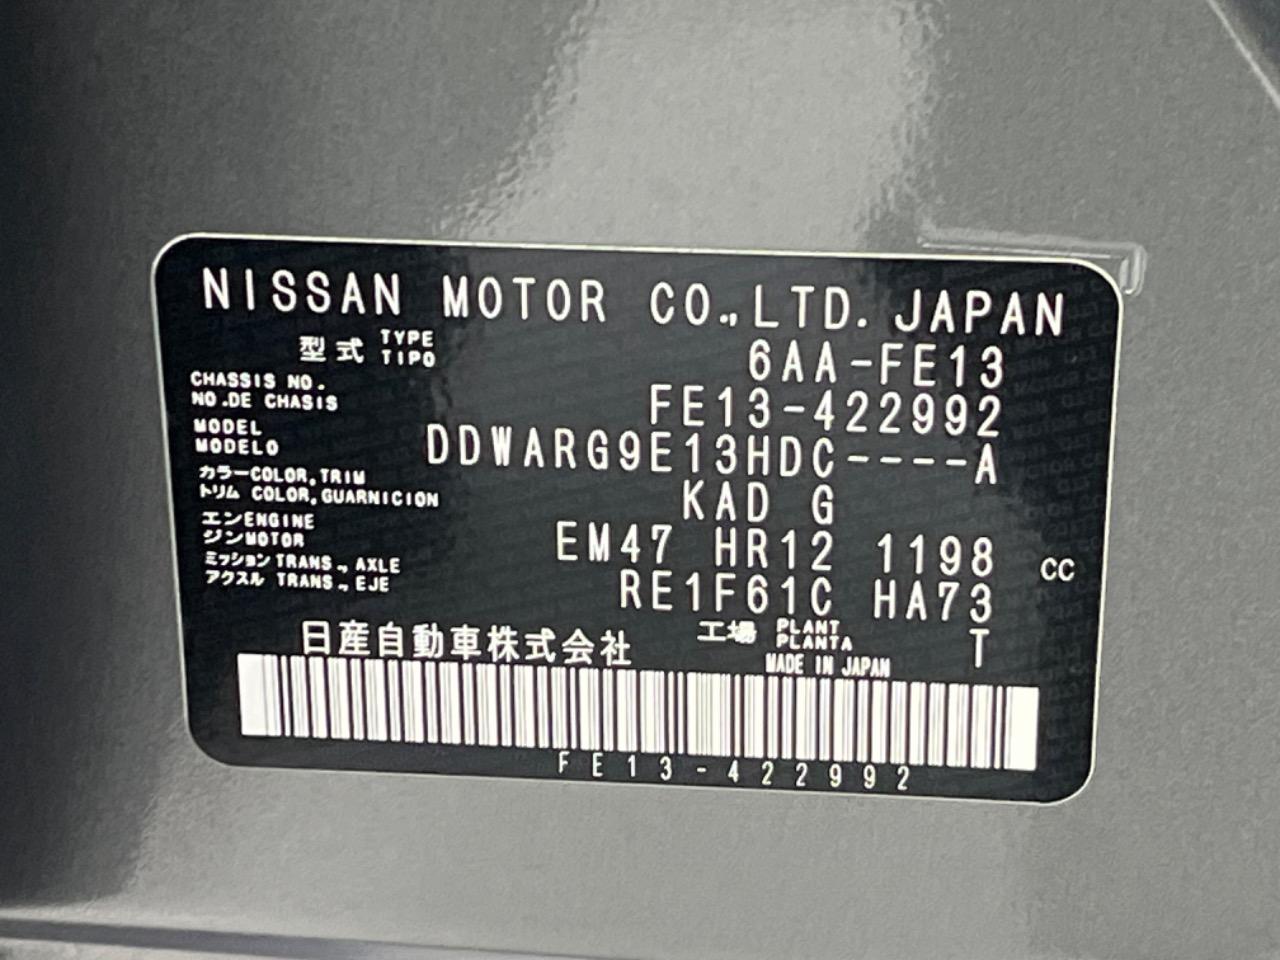 NISSAN MOTOR CO.,LTD. JAPAN
型式 TYPE TIPO 6AA-FE13
CHASSIS NO.
NO.DE CHASIS FE13-422992
MODEL
MODELO DDWARG9E13HDC----A
カラーCOLOR,TRIM
トリム COLOR,GUARNICION KAD G
エンENGINE
ジンMOTOR EM47 HR12 1198 CC
ミッションTRANS., AXLE
アクスル TRANS., EJE RE1F61C HA73
日産自動車株式会社 工場 PLANT PLANTA T
MADE IN JAPAN
FE13-422992